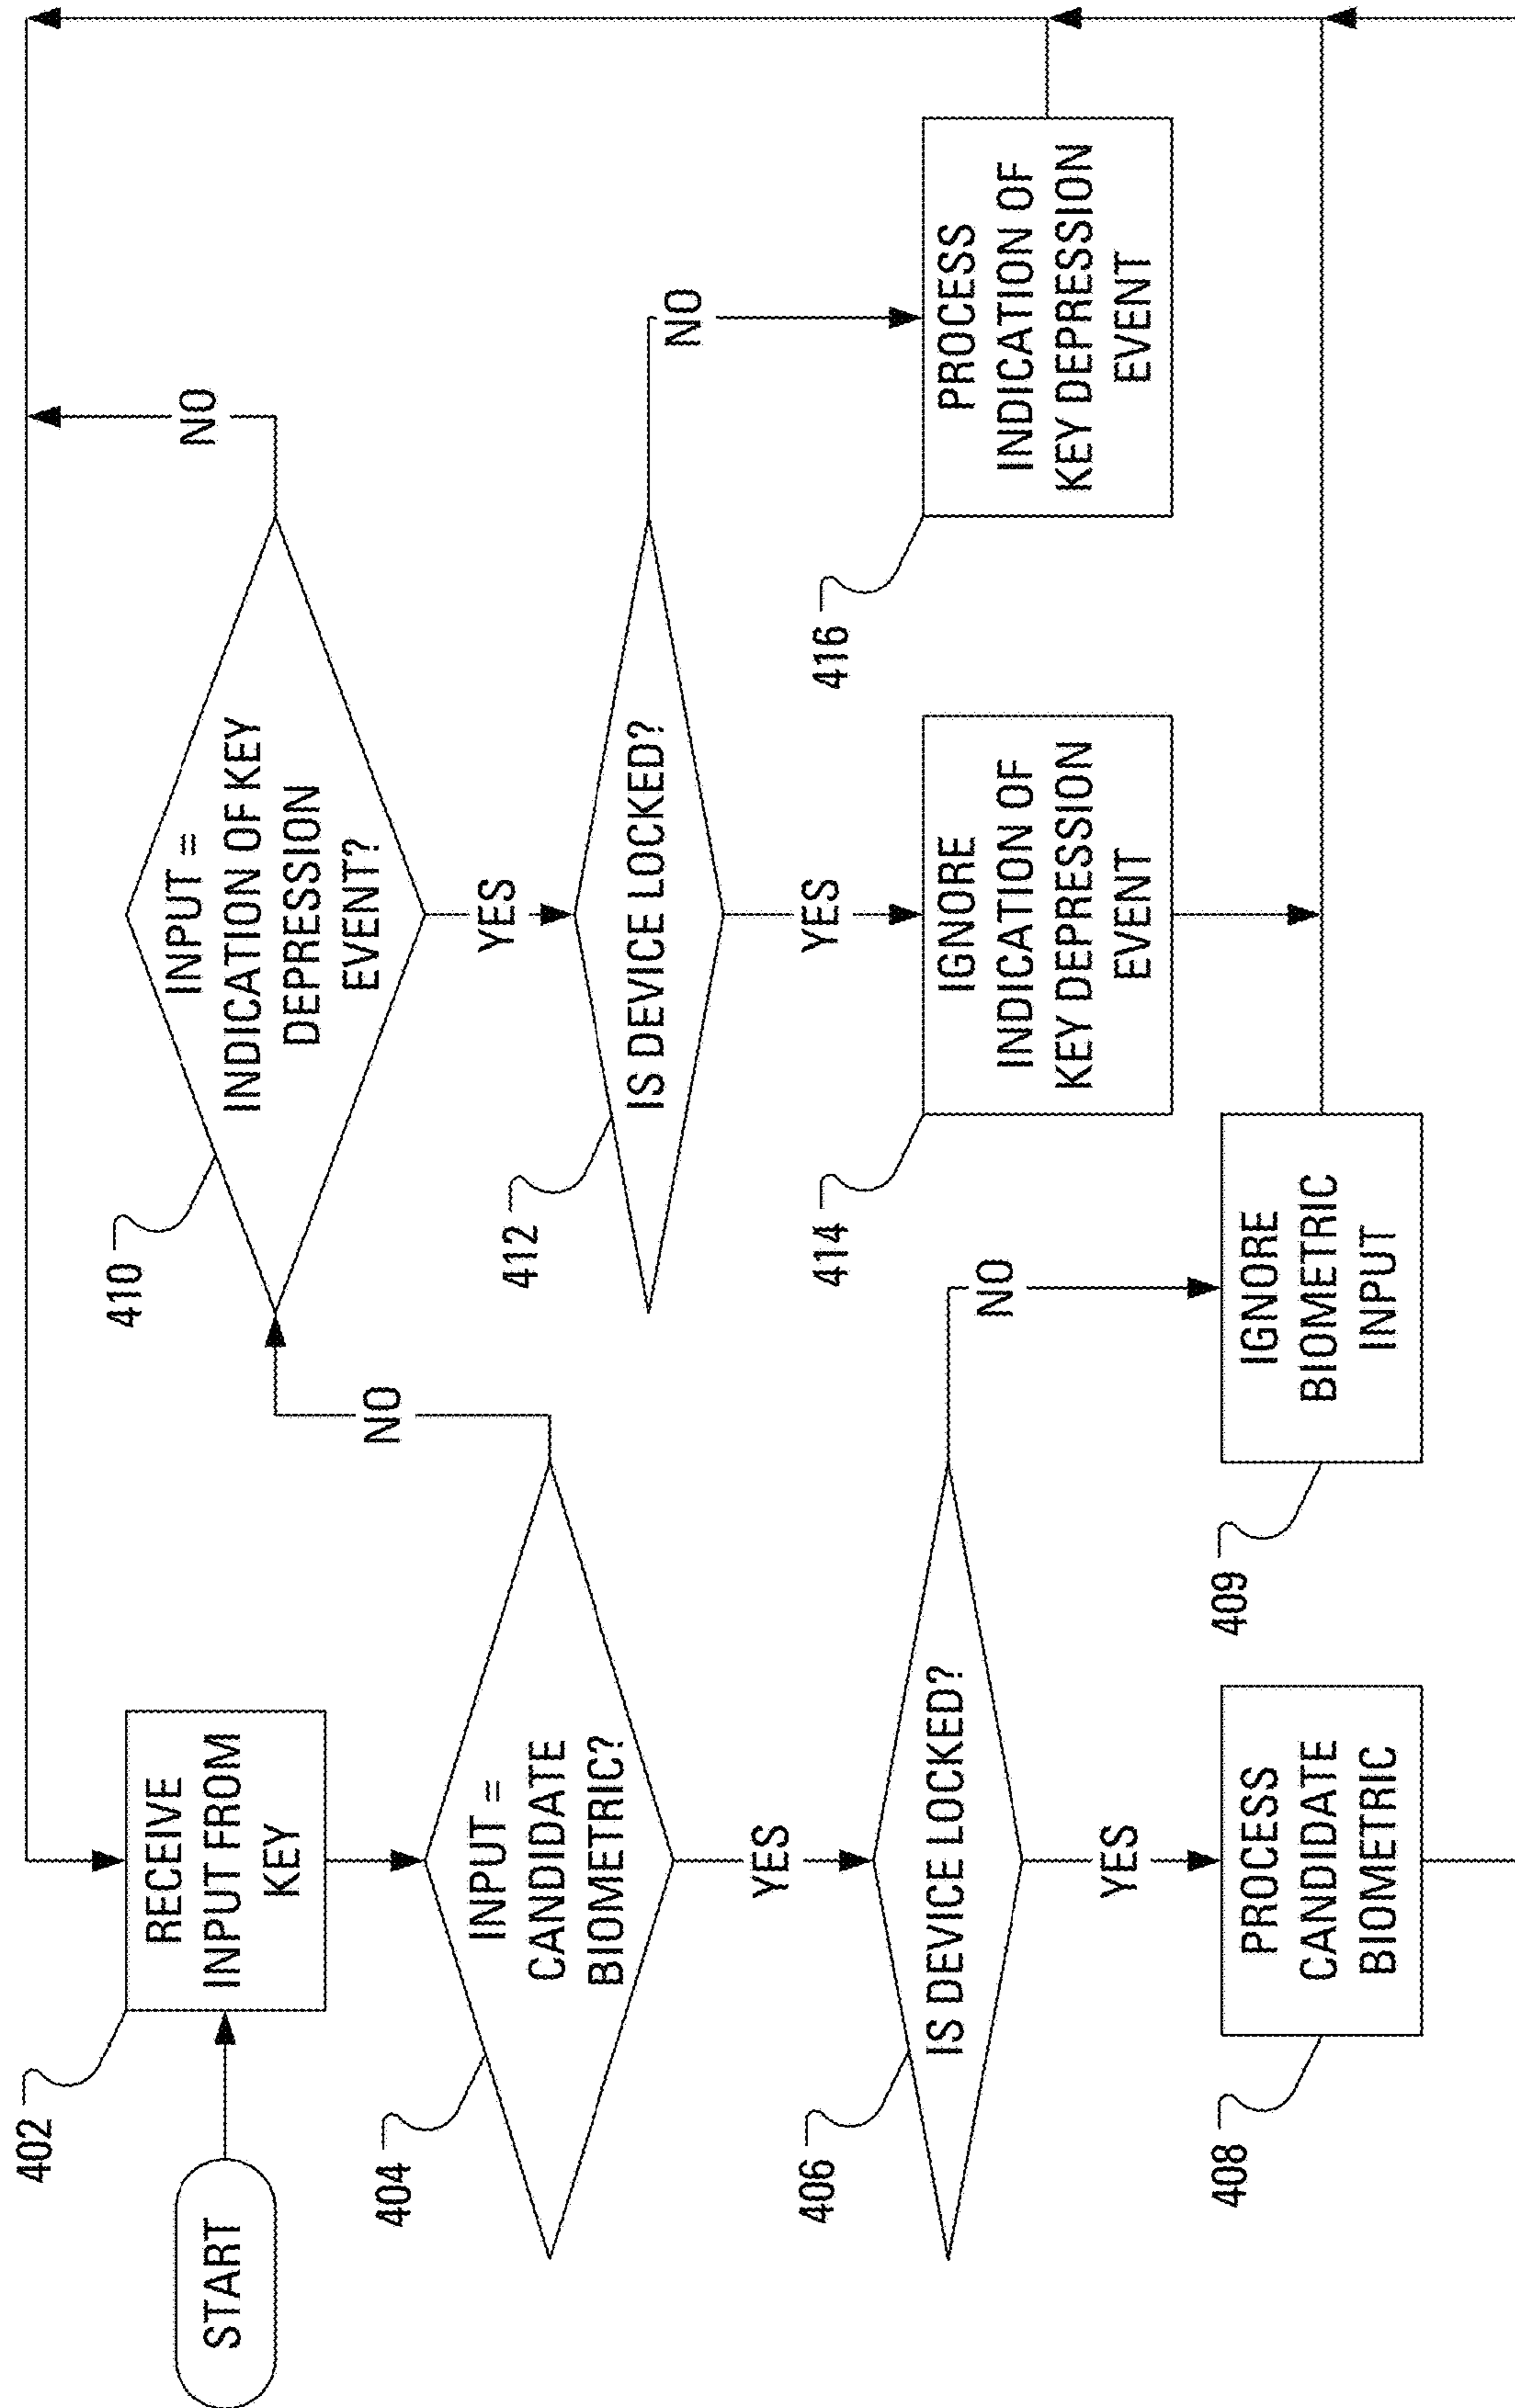 START
402
RECEIVE
INPUT FROM
KEY
404
INPUT =
CANDIDATE
BIOMETRIC?
NO
YES
406
IS DEVICE LOCKED?
NO
YES
408
PROCESS
CANDIDATE
BIOMETRIC
409
IGNORE
BIOMETRIC
INPUT
410
INPUT =
INDICATION OF KEY
DEPRESSION
EVENT?
NO
YES
412
IS DEVICE LOCKED?
NO
YES
414
IGNORE
INDICATION OF
KEY DEPRESSION
EVENT
416
PROCESS
INDICATION OF
KEY DEPRESSION
EVENT